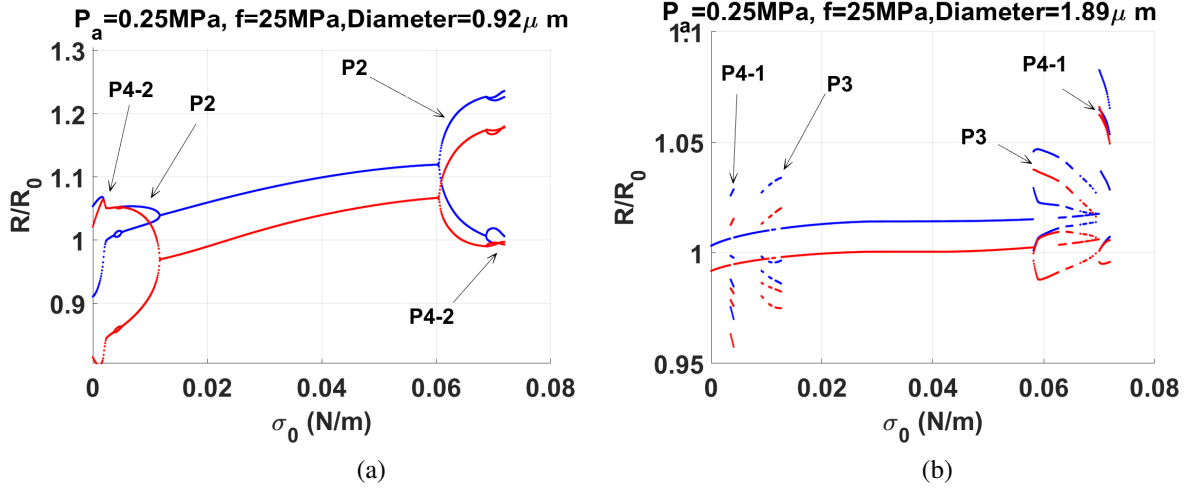 P_a=0.25MPa, f=25MPa,Diameter=0.92μ m
1.3
1.2
1.1
1
0.9
R/R_0
P4-2
P2
P2
P4-2
0
0.02
0.04
0.06
0.08
σ_0 (N/m)
(a)
P_a=0.25MPa, f=25MPa,Diameter=1.89μ m
1.1
1.05
1
0.95
R/R_0
P4-1
P3
P4-1
P3
0
0.02
0.04
0.06
0.08
σ_0 (N/m)
(b)